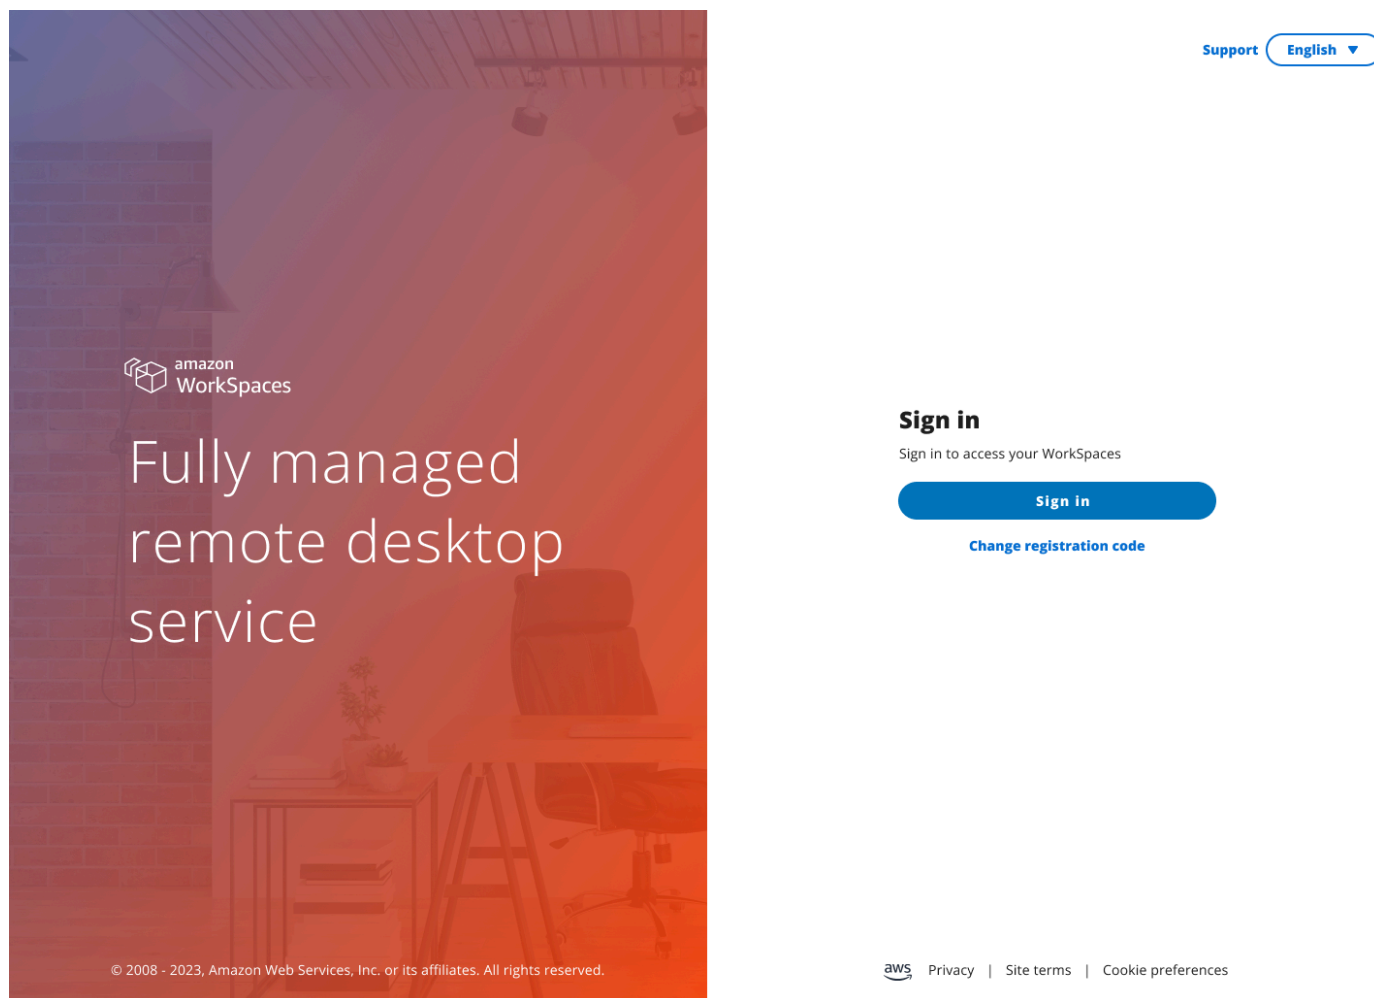 Support English
amazon
WorkSpaces
Fully managed
remote desktop
service
Sign in
Sign in to access your WorkSpaces
Sign in
Change registration code
© 2008 - 2023, Amazon Web Services, Inc. or its affiliates. All rights reserved.
aws Privacy | Site terms | Cookie preferences